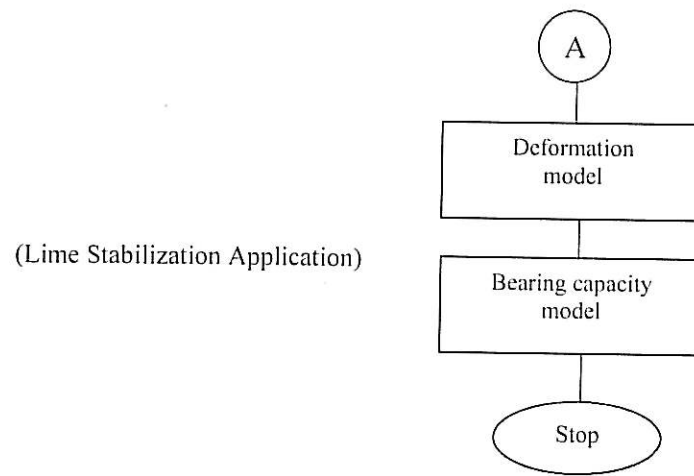 A
Deformation
model
(Lime Stabilization Application)
Bearing capacity
model
Stop